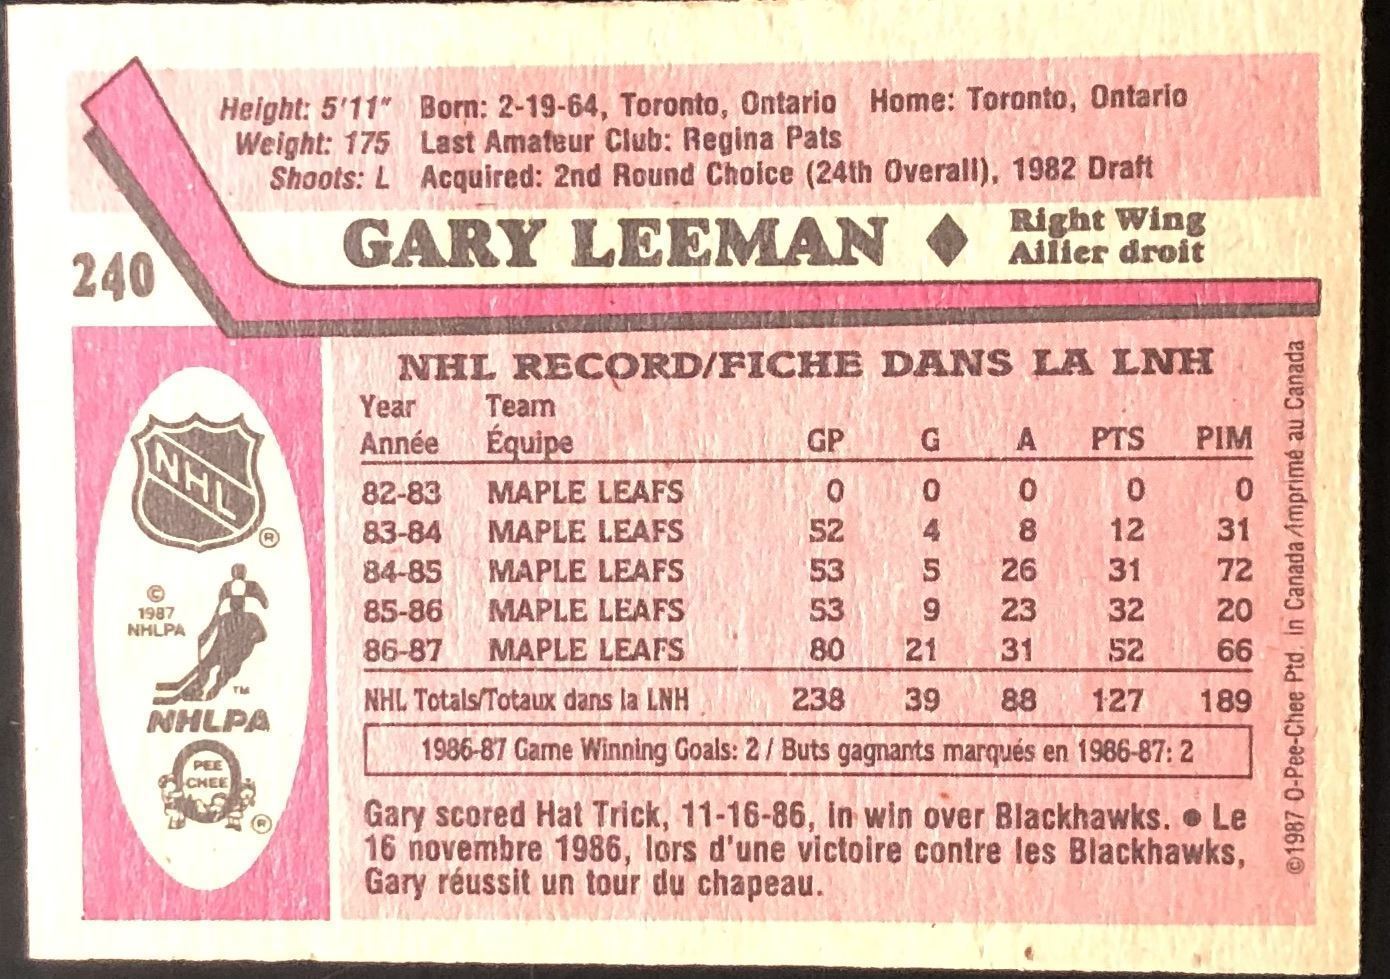 Height: 5'11" Born: 2-19-64, Toronto, Ontario Home: Toronto, Ontario
Weight: 175 Last Amateur Club: Regina Pats
Shoots: L Acquired: 2nd Round Choice (24th Overall), 1982 Draft
240
GARY LEEMAN ♦ Right Wing
Ailier droit
NHL RECORD/FICHE DANS LA LNH
Year Team
Année Équipe GP G A PTS PIM
82-83 MAPLE LEAFS 0 0 0 0 0
83-84 MAPLE LEAFS 52 4 8 12 31
84-85 MAPLE LEAFS 53 5 26 31 72
85-86 MAPLE LEAFS 53 9 23 32 20
86-87 MAPLE LEAFS 80 21 31 52 66
NHL Totals/Totaux dans la LNH 238 39 88 127 189
1986-87 Game Winning Goals: 2 / Buts gagnants marqués en 1986-87: 2
Gary scored Hat Trick, 11-16-86, in win over Blackhawks. • Le
16 novembre 1986, lors d'une victoire contre les Blackhawks,
Gary réussit un tour du chapeau.
NHL
®
©
1987
NHLPA
TM
NHLPA
PEE
CHEE
®
©1987 O-Pee-Chee Ptd. in Canada/Imprimé au Canada